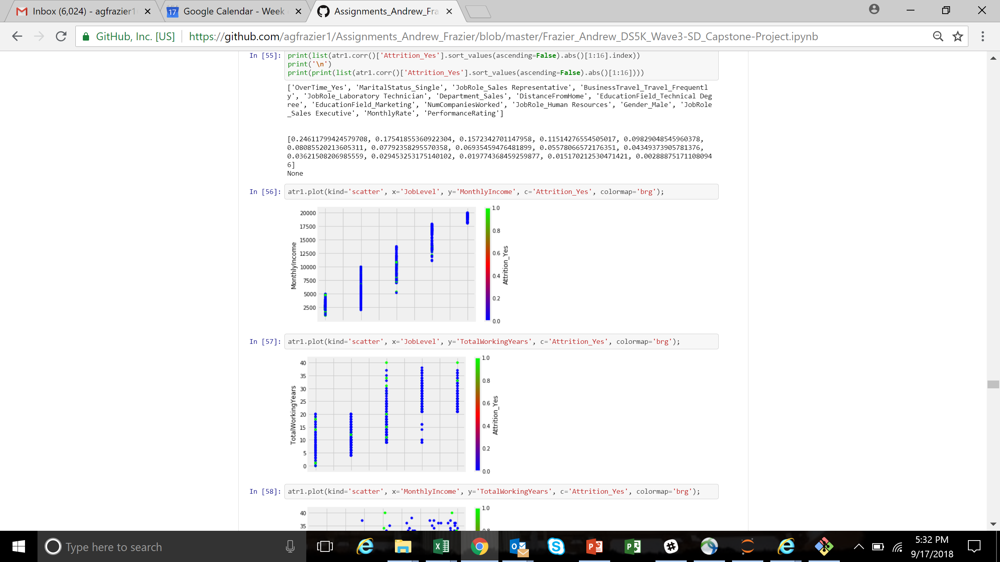 Inbox (6,024) - agfrazier1
Google Calendar - Week
Assignments_Andrew_Fra
GitHub, Inc. [US]
https://github.com/agfrazier1/Assignments_Andrew_Frazier/blob/master/Frazier_Andrew_DS5K_Wave3-SD_Capstone-Project.ipynb
In [55]:
print(list(atr1.corr()['Attrition_Yes'].sort_values(ascending=False).abs()[1:16].index))
print('\n')
print(print(list(atr1.corr()['Attrition_Yes'].sort_values(ascending=False).abs()[1:16])))
['OverTime_Yes', 'MaritalStatus_Single', 'JobRole_Sales Representative', 'BusinessTravel_Travel_Frequentl
y', 'JobRole_Laboratory Technician', 'Department_Sales', 'DistanceFromHome', 'EducationField_Technical Deg
ree', 'EducationField_Marketing', 'NumCompaniesWorked', 'JobRole_Human Resources', 'Gender_Male', 'JobRole
_Sales Executive', 'MonthlyRate', 'PerformanceRating']
[0.24611799424579708, 0.17541855360922304, 0.1572342701147958, 0.11514276554505017, 0.09829048545960378,
0.08085520213605311, 0.07792358295570358, 0.06935459476481899, 0.05578066572176351, 0.04349373905781376,
0.03621508206985559, 0.029453253175140102, 0.019774368459259877, 0.015170212530471421, 0.00288875171108094
6]
None
In [56]:
atr1.plot(kind='scatter', x='JobLevel', y='MonthlyIncome', c='Attrition_Yes', colormap='brg');
MonthlyIncome
20000
17500
15000
12500
10000
7500
5000
2500
1.0
0.8
0.6
0.4
0.2
0.0
Attrition_Yes
In [57]:
atr1.plot(kind='scatter', x='JobLevel', y='TotalWorkingYears', c='Attrition_Yes', colormap='brg');
TotalWorkingYears
40
35
30
25
20
15
10
5
0
1.0
0.8
0.6
0.4
0.2
0.0
Attrition_Yes
In [58]:
atr1.plot(kind='scatter', x='MonthlyIncome', y='TotalWorkingYears', c='Attrition_Yes', colormap='brg');
40
35
1.0
0.8
Type here to search
5:32 PM
9/17/2018